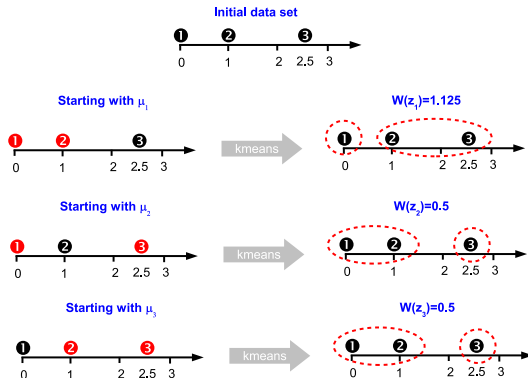 Initial data set
1 2 3
0 1 2 2.5 3
Starting with μ1
W(z1)=1.125
1 2 3
kmeans
1 2 3
0 1 2 2.5 3
0 1 2 2.5 3
Starting with μ2
W(z2)=0.5
1 2 3
kmeans
1 2 3
0 1 2 2.5 3
0 1 2 2.5 3
Starting with μ3
W(z3)=0.5
1 2 3
kmeans
1 2 3
0 1 2 2.5 3
0 1 2 2.5 3